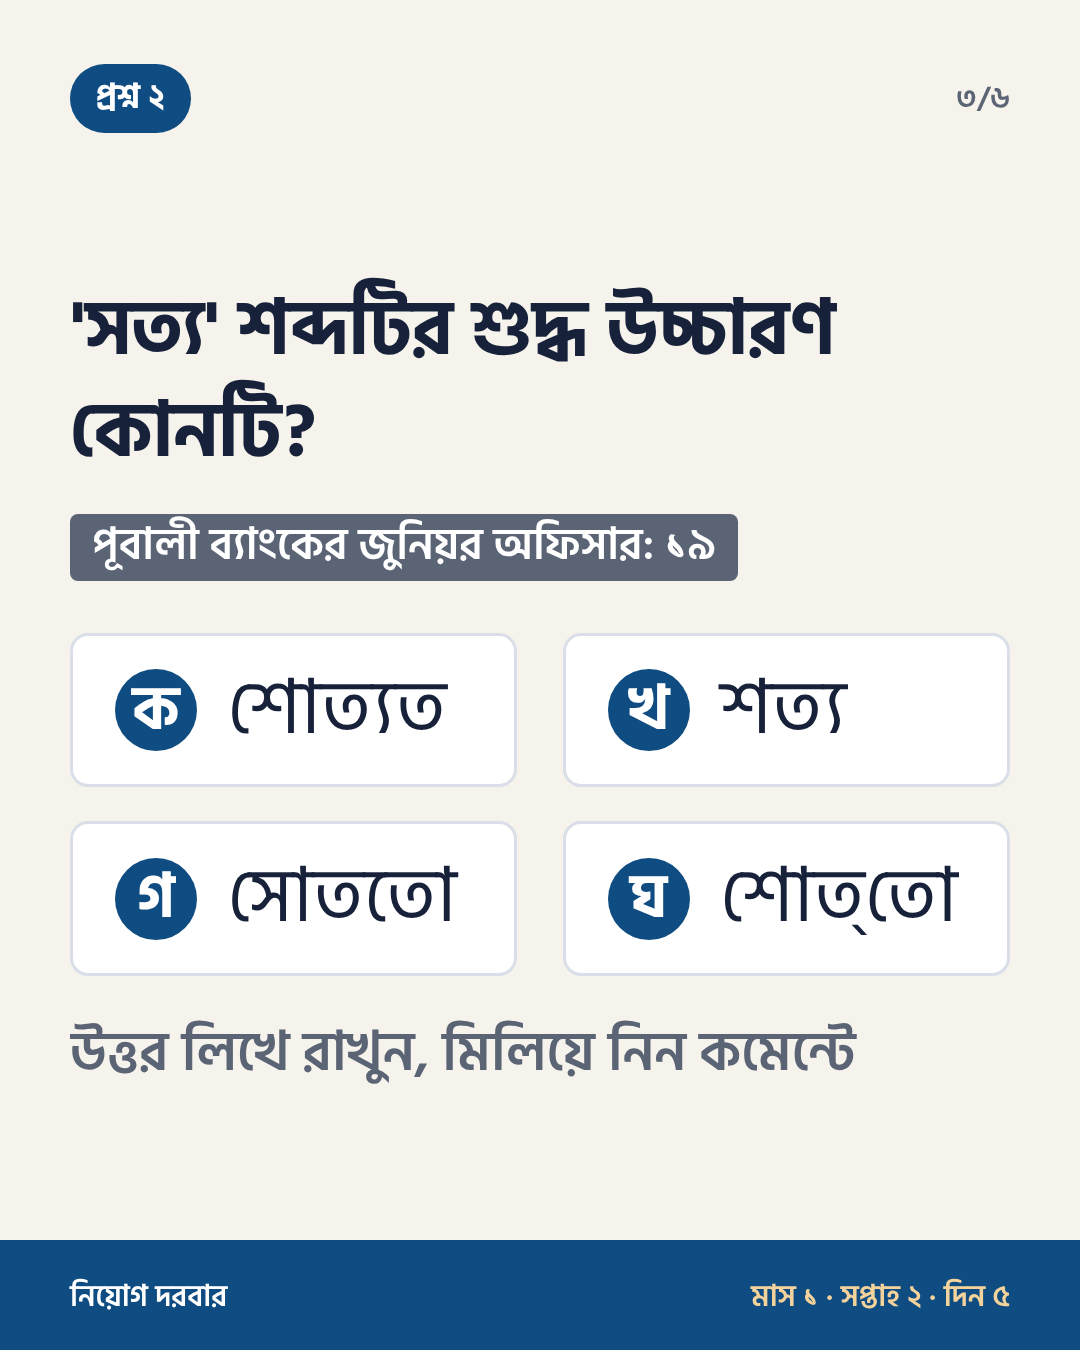 প্রশ্ন ২
৩/৬
'সত্য' শব্দটির শুদ্ধ উচ্চারণ
কোনটি?
পূবালী ব্যাংকের জুনিয়র অফিসার: ১৯
ক শোত্যত
খ শত্য
গ সোততো
ঘ শোত্‌তো
উত্তর লিখে রাখুন, মিলিয়ে নিন কমেন্টে
নিয়োগ দরবার
মাস ১ · সপ্তাহ ২ · দিন ৫